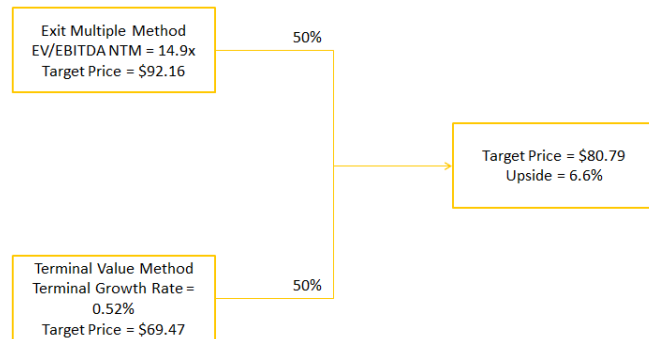 Exit Multiple Method
EV/EBITDA NTM = 14.9x
Target Price = $92.16
50%
Target Price = $80.79
Upside = 6.6%
Terminal Value Method
Terminal Growth Rate =
0.52%
Target Price = $69.47
50%